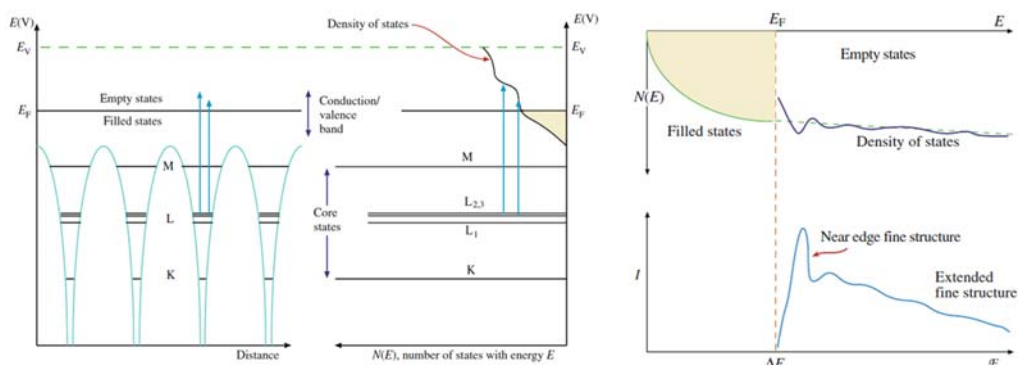 E(V)
E_V
Empty states
E_F
Filled states
M
L
K
Distance
Conduction/
valence
band
Core
states
Density of
states
E(V)
E_V
E_F
M
L_{2,3}
L_1
K
N(E), number of states with energy E
E_F
E
Empty states
N(E)
Filled states
Density of states
I
Near edge fine structure
Extended
fine structure